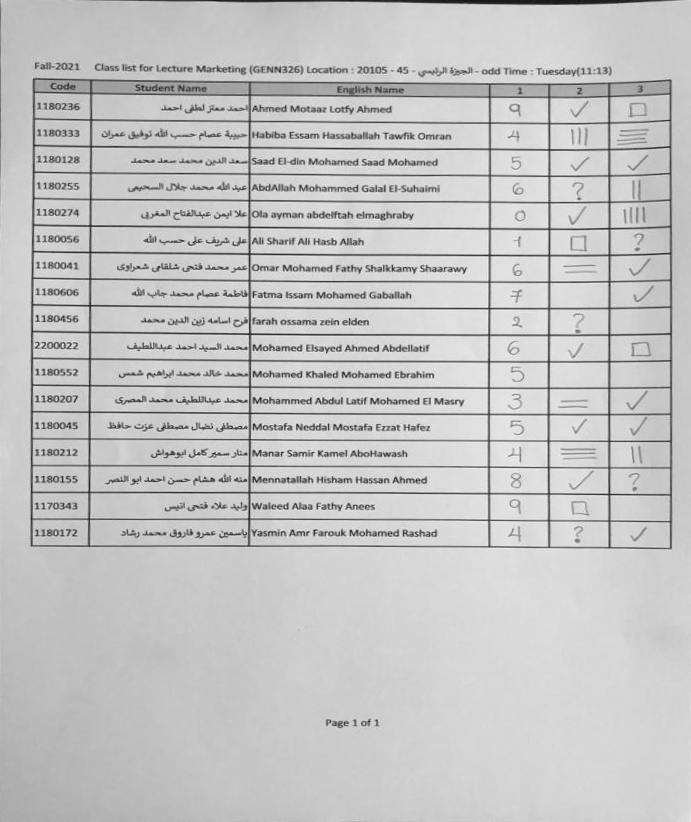 Fall-2021 Class list for Lecture Marketing (GENN326) Location : 20105 - 45 - الجيزة الرئيسي - odd Time : Tuesday(11:13)
Code Student Name English Name 1 2 3
1180236 احمد معتز لطفى احمد Ahmed Motaaz Lotfy Ahmed 9 ✓ □
1180333 حبيبة عصام حسب الله توفيق عمران Habiba Essam Hassaballah Tawfik Omran 4 ||| ≡
1180128 سعد الدين محمد سعد محمد Saad El-din Mohamed Saad Mohamed 5 ✓ ✓
1180255 عبد الله محمد جلال السحيمى AbdAllah Mohammed Galal El-Suhaimi 6 ? ||
1180274 علا ايمن عبدالفتاح المغربى Ola ayman abdelftah elmaghraby 0 ✓ ||||
1180056 على شريف على حسب الله Ali Sharif Ali Hasb Allah 1 □ ?
1180041 عمر محمد فتحى شلقامى شعراوى Omar Mohamed Fathy Shalkkamy Shaarawy 6 = ✓
1180606 فاطمة عصام محمد جاب الله Fatma Issam Mohamed Gaballah 7 ✓
1180456 فرح اسامه زين الدين محمد farah ossama zein elden 2 ?
2200022 محمد السيد احمد عبداللطيف Mohamed Elsayed Ahmed Abdellatif 6 ✓ □
1180552 محمد خالد محمد ابراهيم شمس Mohamed Khaled Mohamed Ebrahim 5
1180207 محمد عبداللطيف محمد المصرى Mohammed Abdul Latif Mohamed El Masry 3 = ✓
1180045 مصطفى نضال مصطفى عزت حافظ Mostafa Neddal Mostafa Ezzat Hafez 5 ✓ ✓
1180212 منار سمير كامل ابوهواش Manar Samir Kamel AboHawash 4 ≡ ||
1180155 منه الله هشام حسن احمد ابو النصر Mennatallah Hisham Hassan Ahmed 8 ✓ ?
1170343 وليد علاء فتحى انيس Waleed Alaa Fathy Anees 9 □
1180172 ياسمين عمرو فاروق محمد رشاد Yasmin Amr Farouk Mohamed Rashad 4 ? ✓
Page 1 of 1